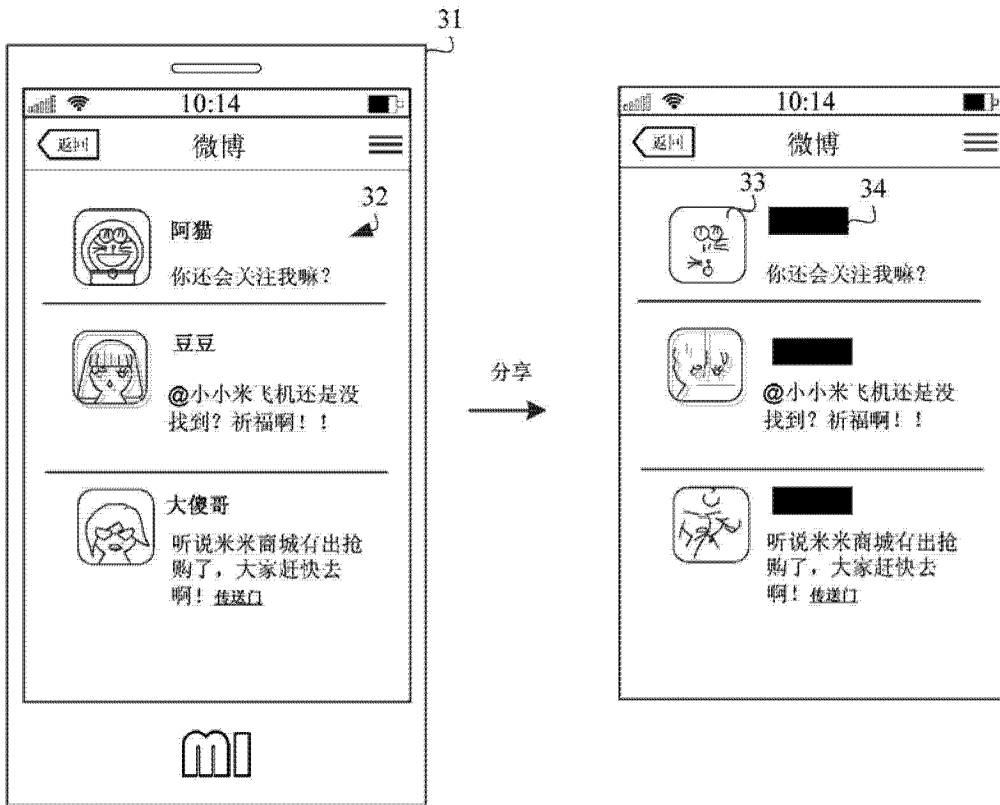 31
10:14
返回
微博
32
阿猫
你还会关注我嘛?
豆豆
@小小米飞机还是没
找到?祈福啊!!
大傻哥
听说米米商城有出抢
购了,大家赶快去
啊!传送门
MI
分享
10:14
返回
微博
33
34
你还会关注我嘛?
@小小米飞机还是没
找到?祈福啊!!
听说米米商城有出抢
购了,大家赶快去
啊!传送门